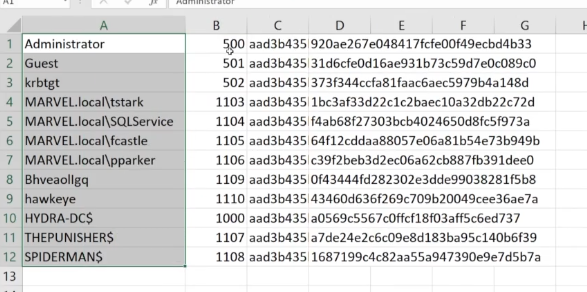 A1 Administrator
A B C D E F G
1 Administrator 500 aad3b435 920ae267e048417fcfe00f49ecbd4b33
2 Guest 501 aad3b435 31d6cfe0d16ae931b73c59d7e0c089c0
3 krbtgt 502 aad3b435 373f344ccfa81faac6aec5979b4a148d
4 MARVEL.local\tstark 1103 aad3b435 1bc3af33d22c1c2baec10a32db22c72d
5 MARVEL.local\SQLService 1104 aad3b435 f4ab68f27303bcb4024650d8fc5f973a
6 MARVEL.local\fcastle 1105 aad3b435 64f12cddaa88057e06a81b54e73b949b
7 MARVEL.local\pparker 1106 aad3b435 c39f2beb3d2ec06a62cb887fb391dee0
8 Bhveaollgq 1109 aad3b435 0f43444fd282302e3dde99038281f5b8
9 hawkeye 1110 aad3b435 43460d636f269c709b20049cee36ae7a
10 HYDRA-DC$ 1000 aad3b435 a0569c5567c0ffcf18f03aff5c6ed737
11 THEPUNISHER$ 1107 aad3b435 a7de24e2c6c09e8d183ba95c140b6f39
12 SPIDERMAN$ 1108 aad3b435 1687199c4c82aa55a947390e9e7d5b7a
13